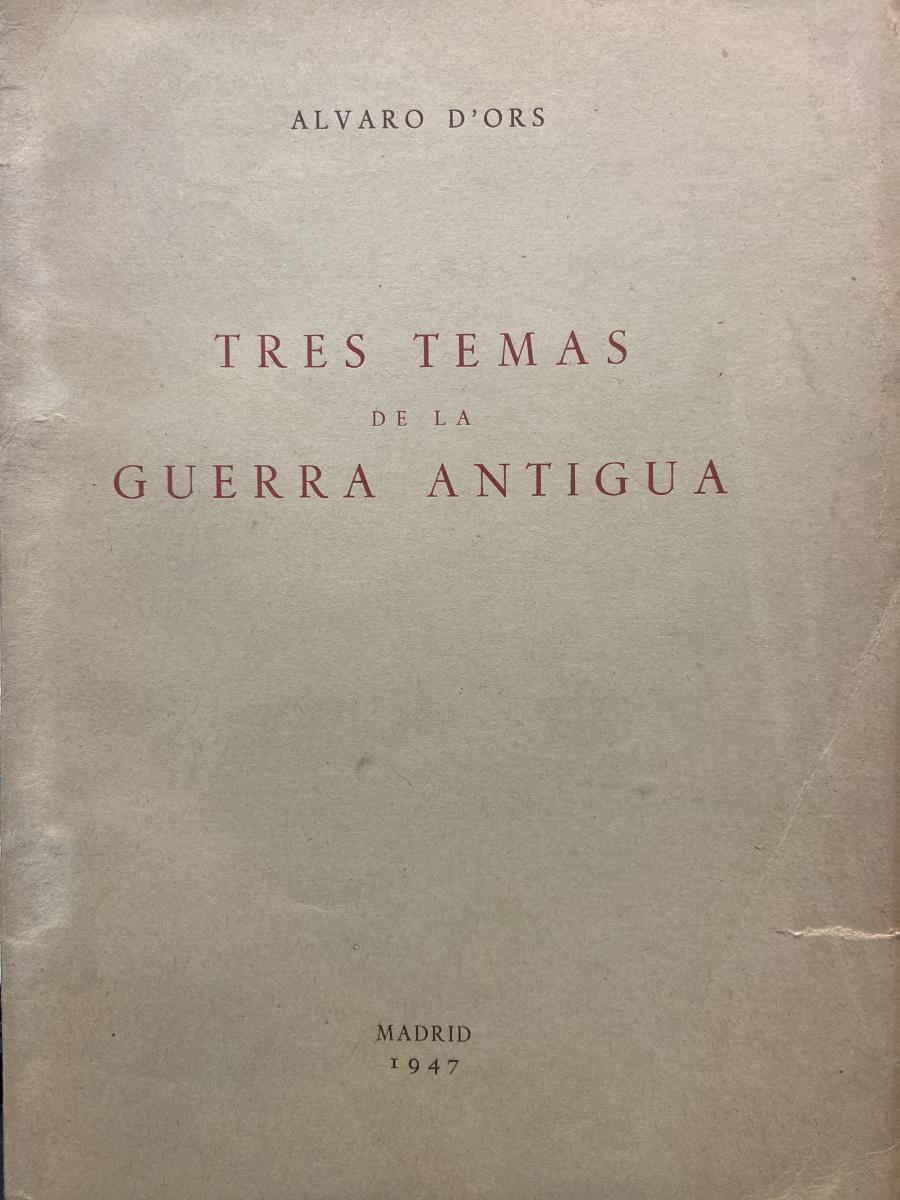 ALVARO D'ORS
TRES TEMAS
DE LA
GUERRA ANTIGUA
MADRID
1947